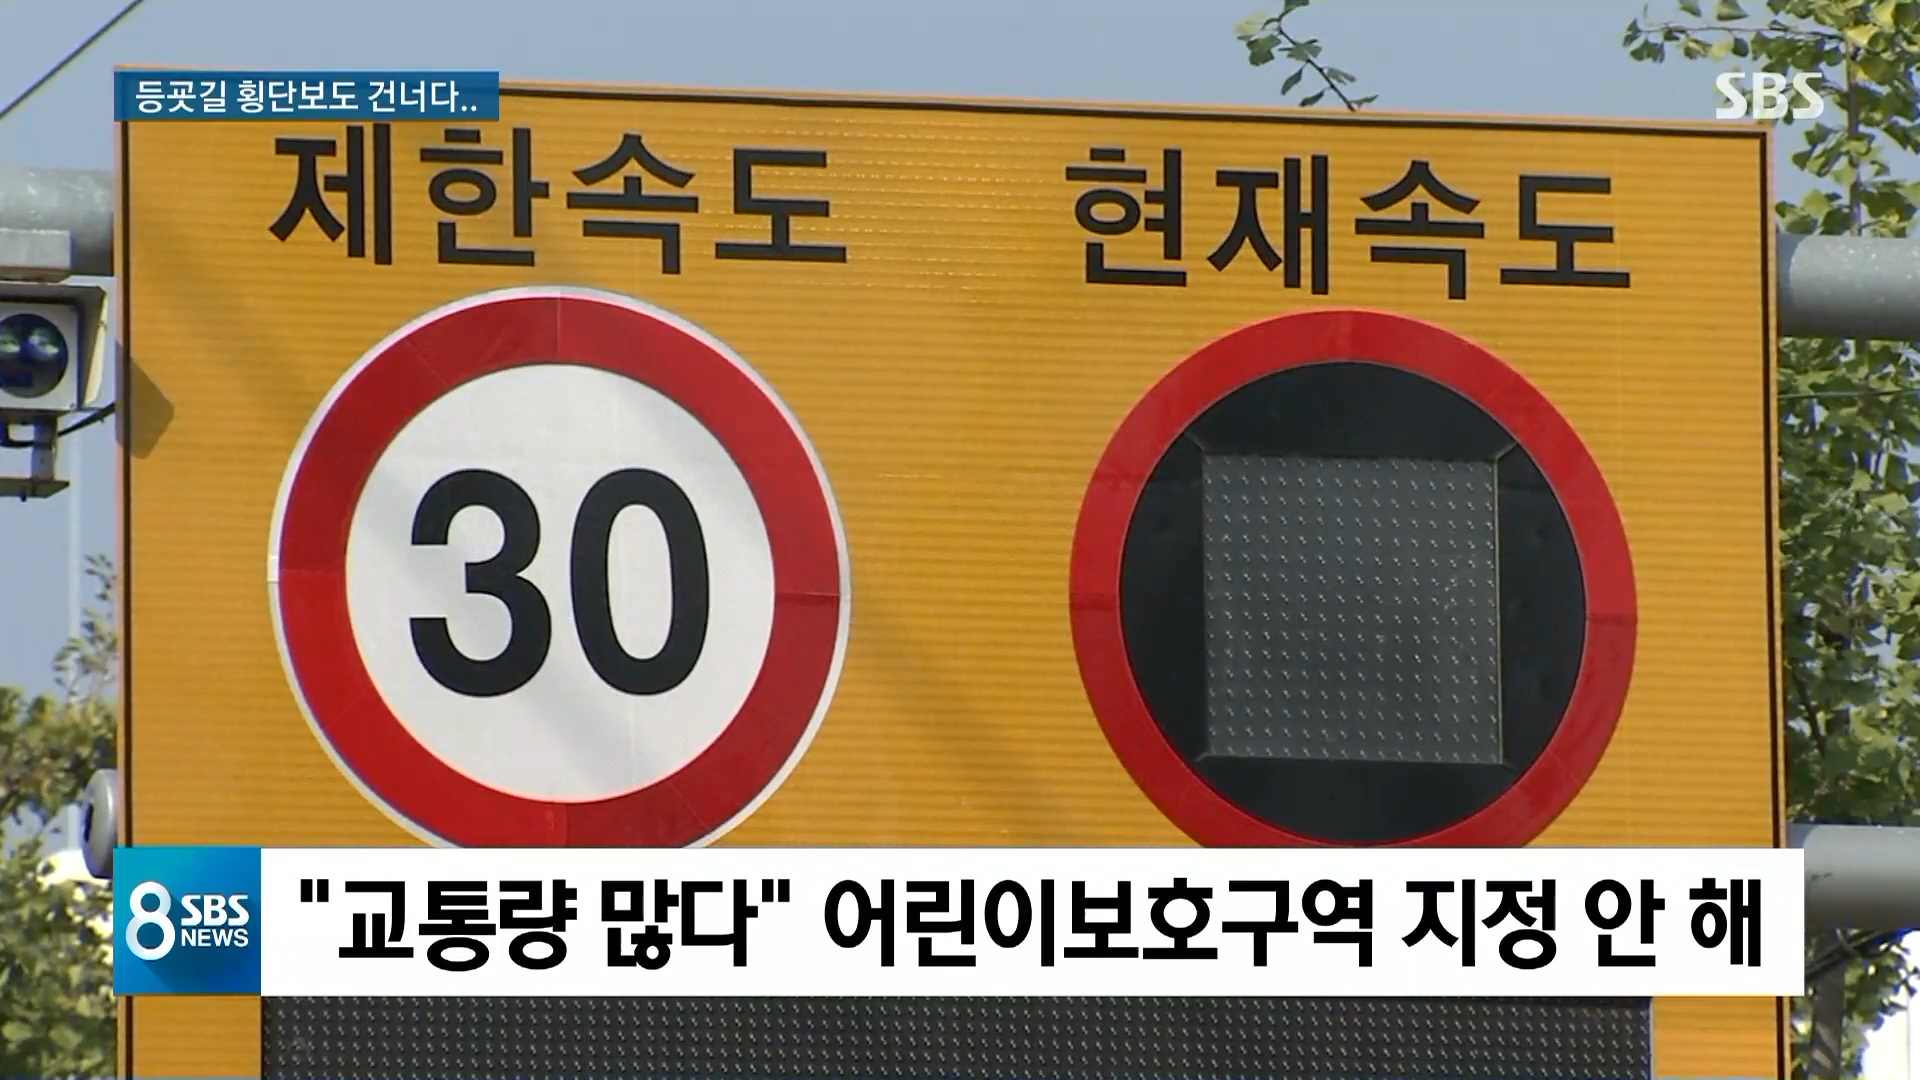 등굣길 횡단보도 건너다..
SBS
제한속도 현재속도
30
8 SBS NEWS
"교통량 많다" 어린이보호구역 지정 안 해